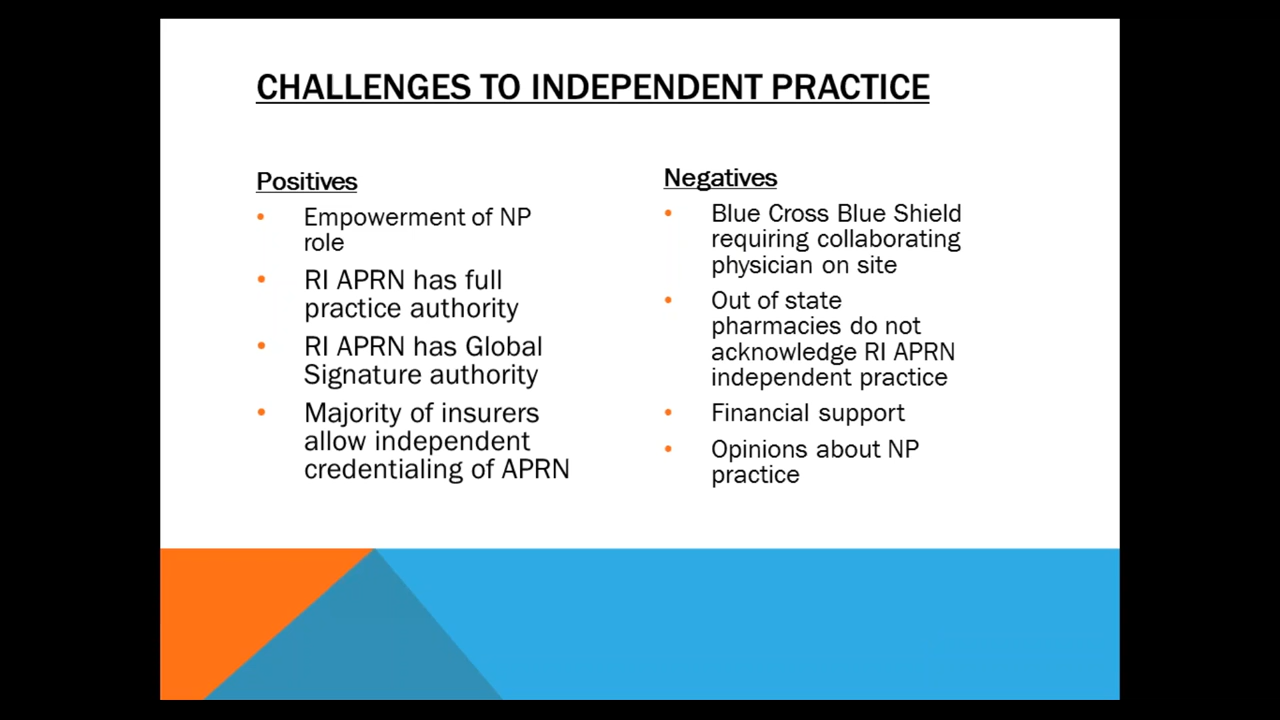 CHALLENGES TO INDEPENDENT PRACTICE
Positives
• Empowerment of NP
role
• RI APRN has full
practice authority
• RI APRN has Global
Signature authority
• Majority of insurers
allow independent
credentialing of APRN
Negatives
• Blue Cross Blue Shield
requiring collaborating
physician on site
• Out of state
pharmacies do not
acknowledge RI APRN
independent practice
• Financial support
• Opinions about NP
practice